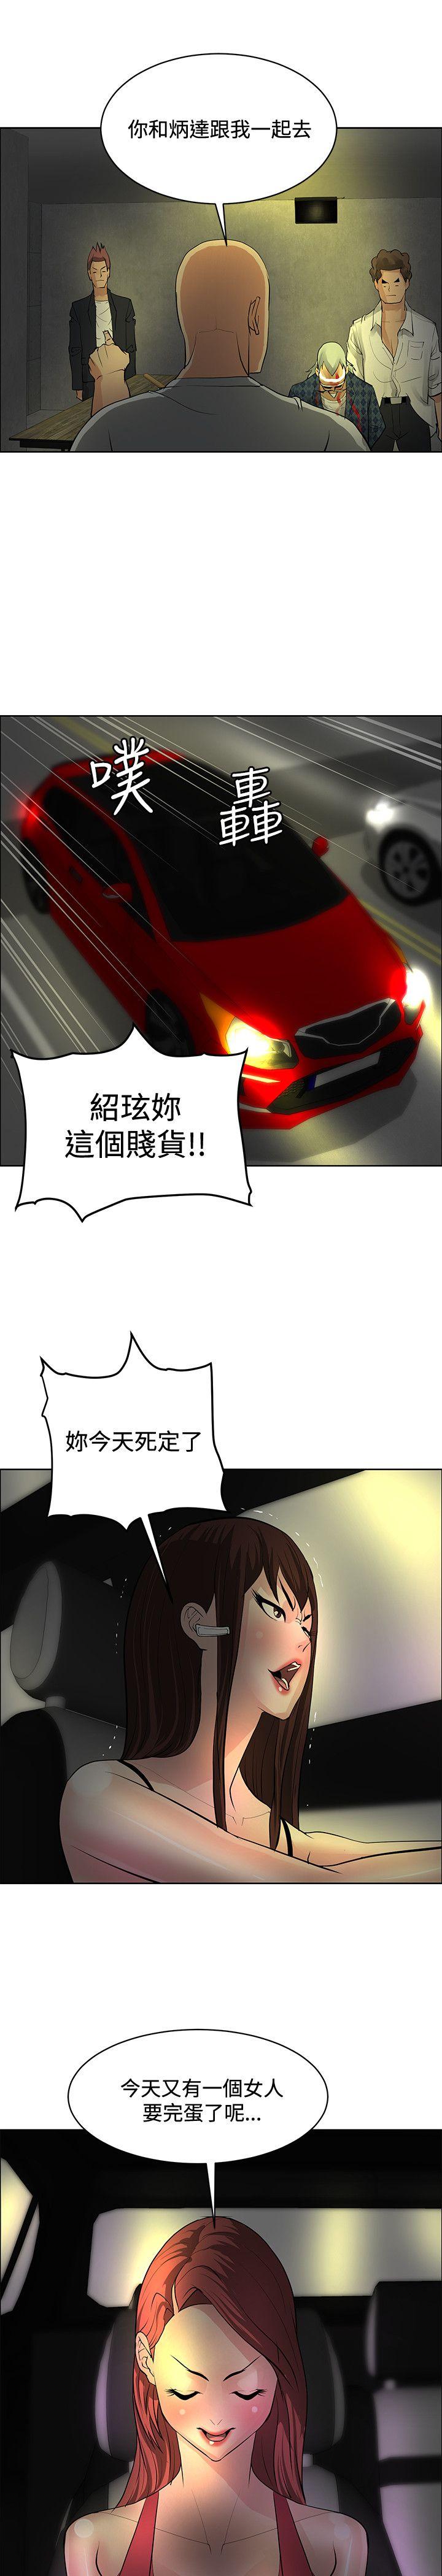 你和炳達跟我一起去
噗
轟
紹玹妳
這個賤貨!!
妳今天死定了
今天又有一個女人
要完蛋了呢...